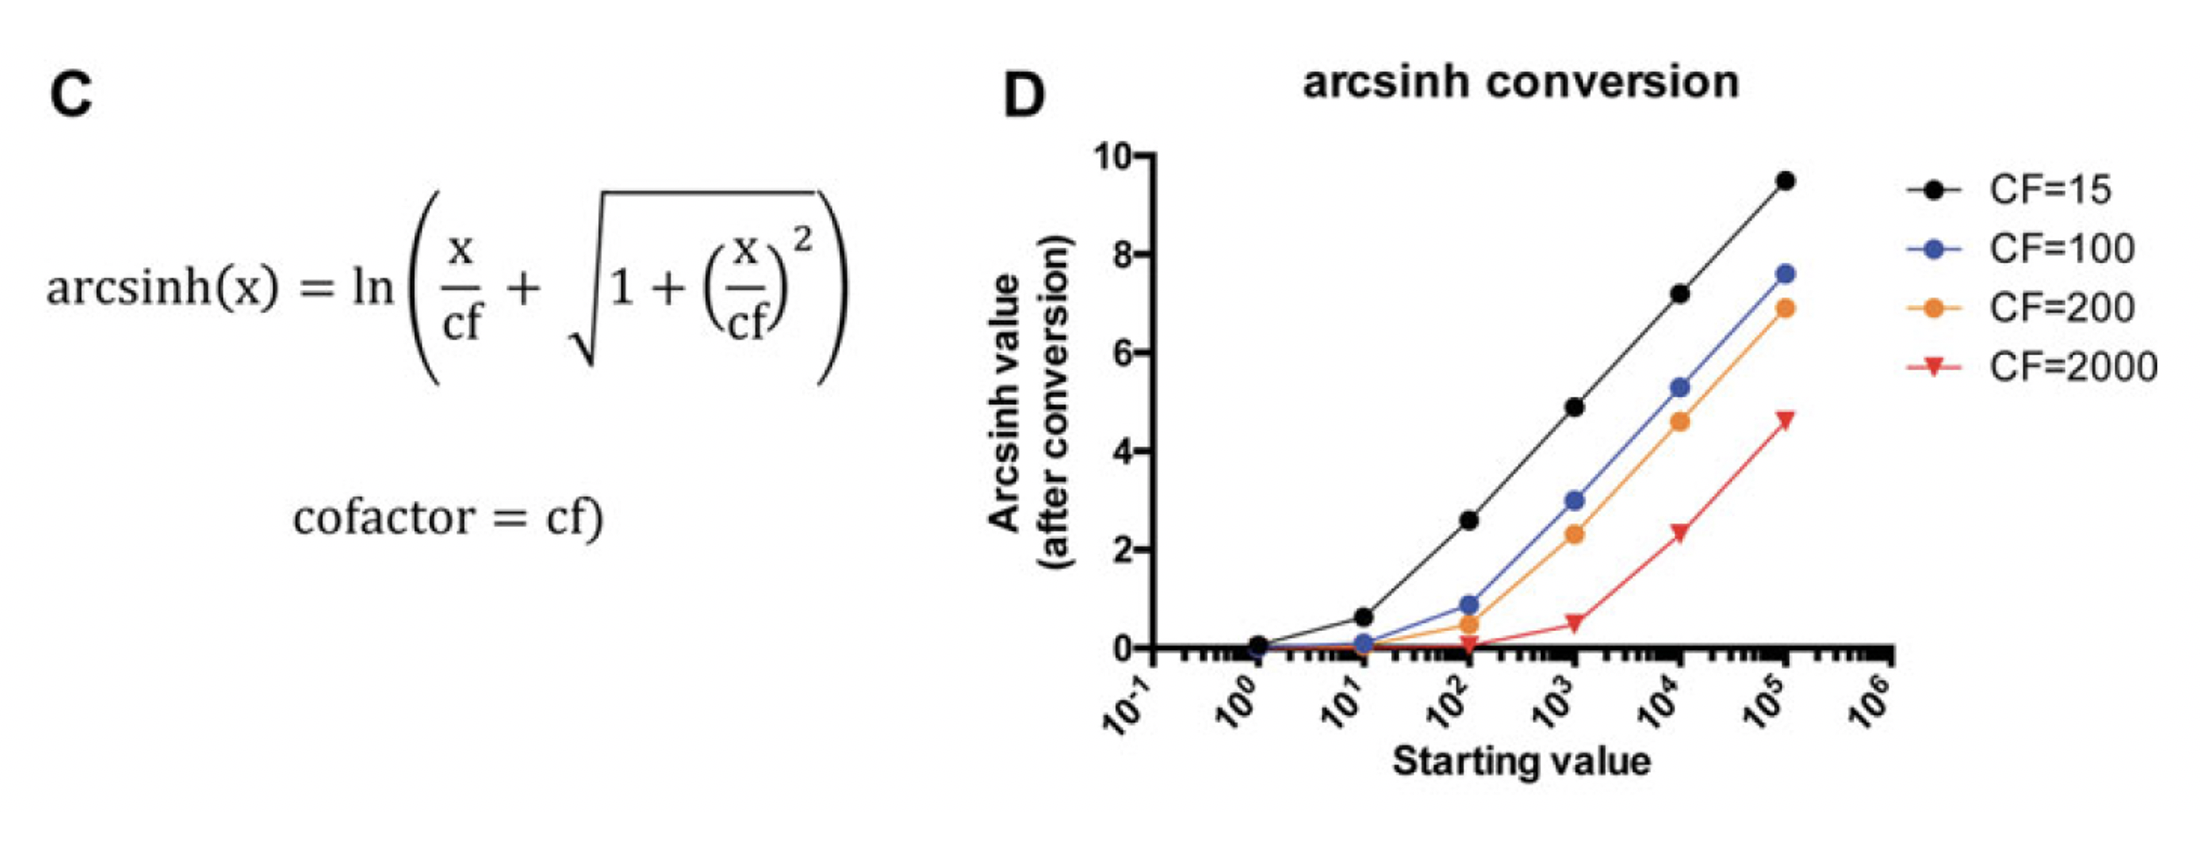 C
arcsinh(x) = ln(x/cf + √(1 + (x/cf)²))
cofactor = cf)
D
arcsinh conversion
Arcsinh value
(after conversion)
10
8
6
4
2
0
10⁻¹ 10⁰ 10¹ 10² 10³ 10⁴ 10⁵ 10⁶
Starting value
CF=15
CF=100
CF=200
CF=2000